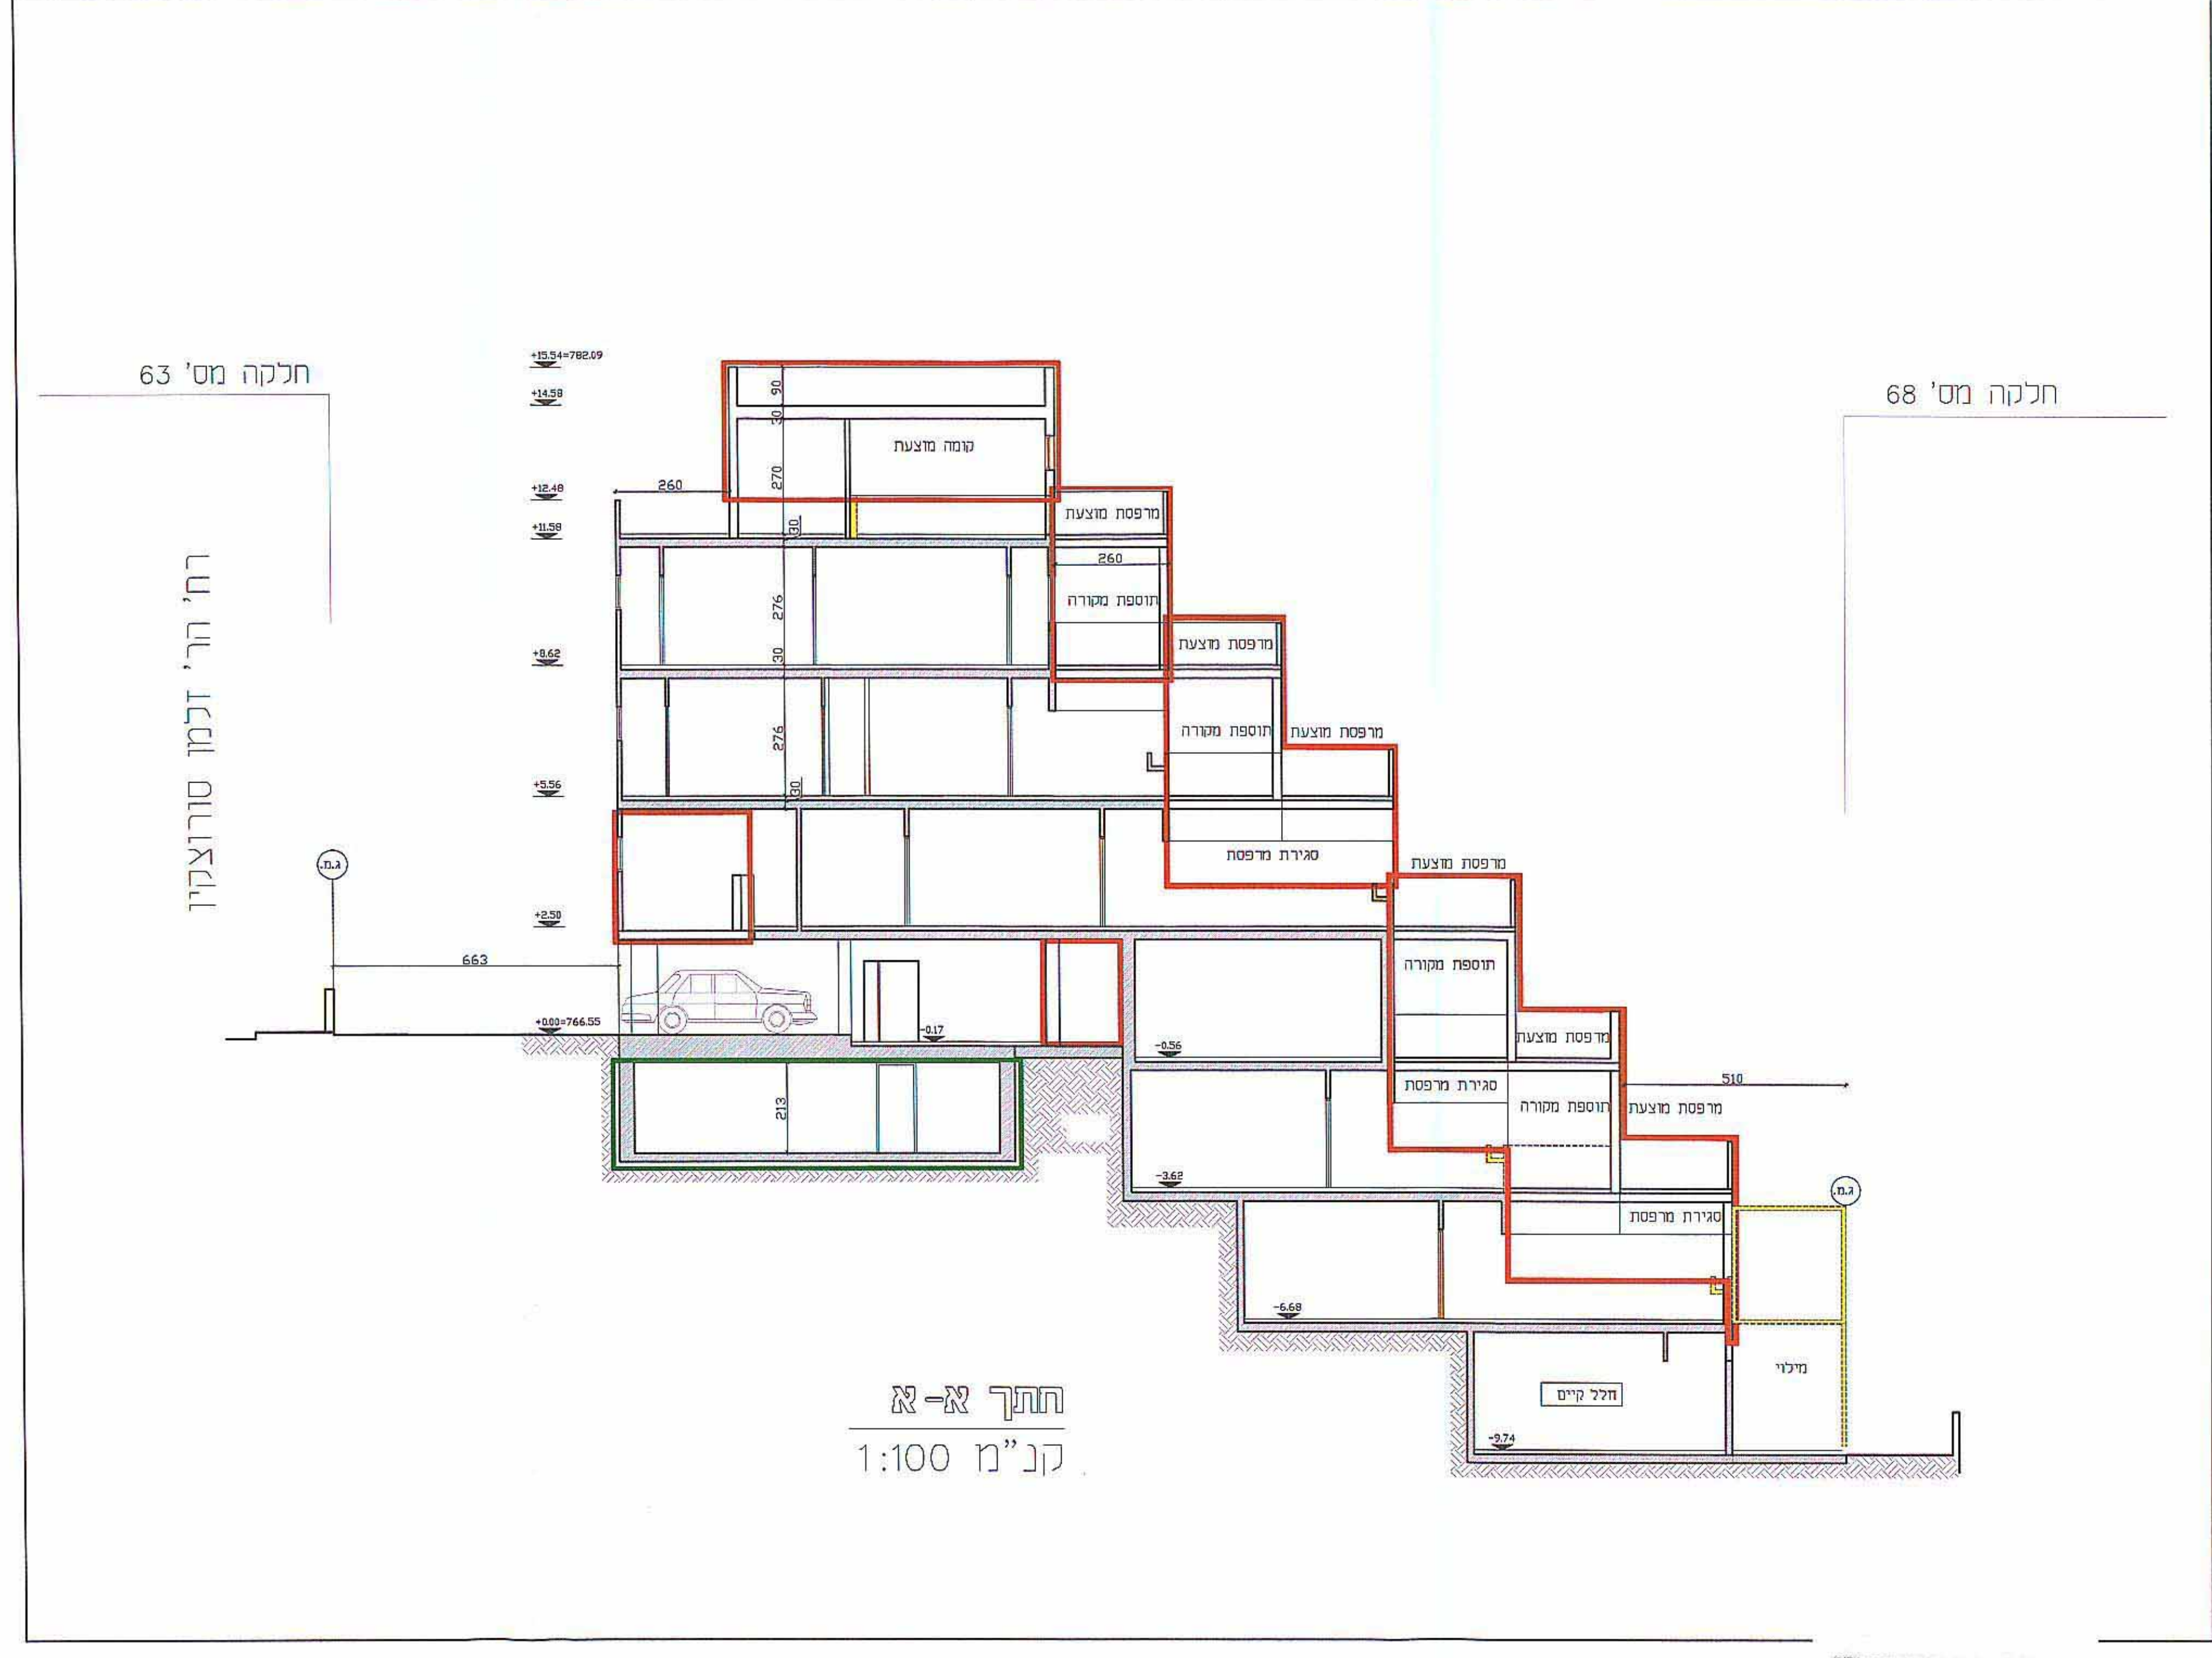 חלקה מס' 63
חלקה מס' 68
רח' הר' זלמן סורוצקין
+15.54=782.09
+14.58
90
30
קומה מוצעת
270
260
+12.48
מרפסת מוצעת
+11.58
30
260
276
תוספת מקורה
30
מרפסת מוצעת
+8.62
276
תוספת מקורה
מרפסת מוצעת
30
+5.56
סגירת מרפסת
מרפסת מוצעת
ג.מ.
+2.50
663
תוספת מקורה
+0.00=766.55
-0.17
-0.56
מרפסת מוצעת
510
סגירת מרפסת
213
תוספת מקורה
מרפסת מוצעת
-3.62
ג.מ.
סגירת מרפסת
-6.68
מילוי
חלל קיים
-9.74
חתך א-א
קנ"מ 1:100